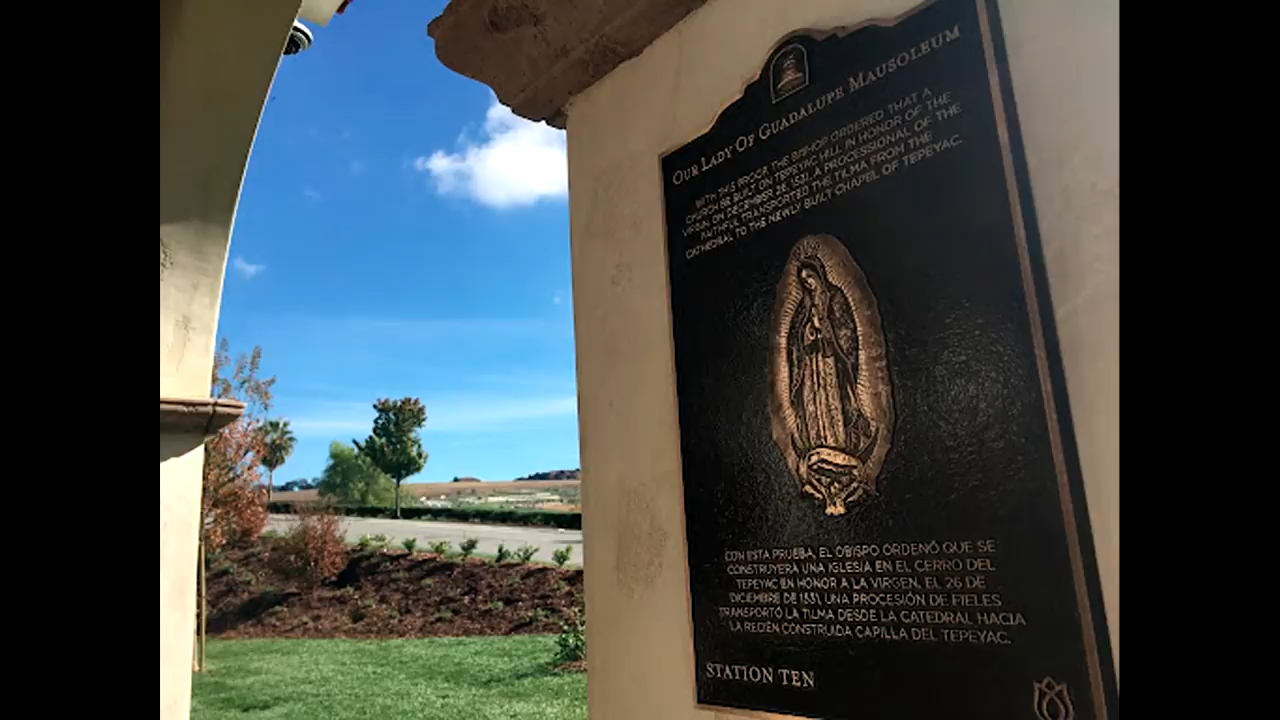 OUR LADY OF GUADALUPE MAUSOLEUM
WITH THIS PROOF, THE BISHOP ORDERED THAT A
CHURCH BE BUILT ON TEPEYAC HILL IN HONOR OF THE
VIRGIN. ON DECEMBER 26, 1531, A PROCESSIONAL OF THE
FAITHFUL TRANSPORTED THE TILMA FROM THE
CATHEDRAL TO THE NEWLY BUILT CHAPEL OF TEPEYAC.
CON ESTA PRUEBA, EL OBISPO ORDENÓ QUE SE
CONSTRUYERA UNA IGLESIA EN EL CERRO DEL
TEPEYAC EN HONOR A LA VIRGEN. EL 26 DE
DICIEMBRE DE 1531, UNA PROCESIÓN DE FIELES
TRANSPORTÓ LA TILMA DESDE LA CATEDRAL HACIA
LA RECIÉN CONSTRUIDA CAPILLA DEL TEPEYAC.
STATION TEN